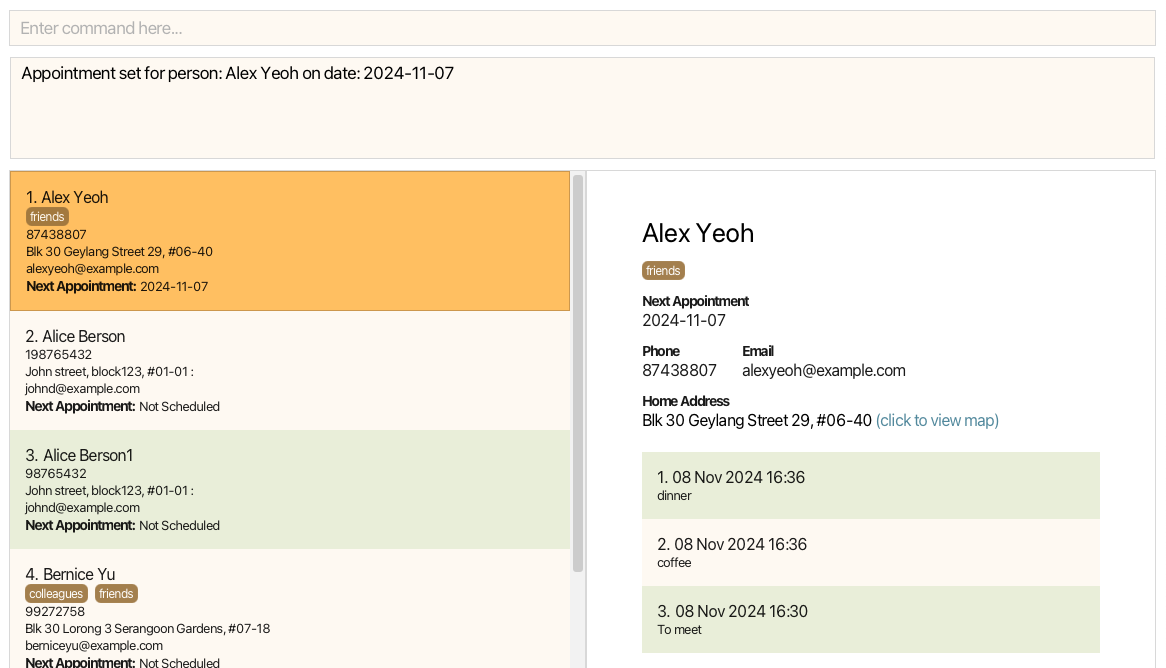 Enter command here...
Appointment set for person: Alex Yeoh on date: 2024-11-07
1. Alex Yeoh
friends
87438807
Blk 30 Geylang Street 29, #06-40
alexyeoh@example.com
Next Appointment: 2024-11-07
2. Alice Berson
198765432
John street, block123, #01-01 :
johnd@example.com
Next Appointment: Not Scheduled
3. Alice Berson1
98765432
John street, block123, #01-01 :
johnd@example.com
Next Appointment: Not Scheduled
4. Bernice Yu
colleagues friends
99272758
Blk 30 Lorong 3 Serangoon Gardens, #07-18
berniceyu@example.com
Next Appointment: Not Scheduled
Alex Yeoh
friends
Next Appointment
2024-11-07
Phone Email
87438807 alexyeoh@example.com
Home Address
Blk 30 Geylang Street 29, #06-40 (click to view map)
1. 08 Nov 2024 16:36
dinner
2. 08 Nov 2024 16:36
coffee
3. 08 Nov 2024 16:30
To meet